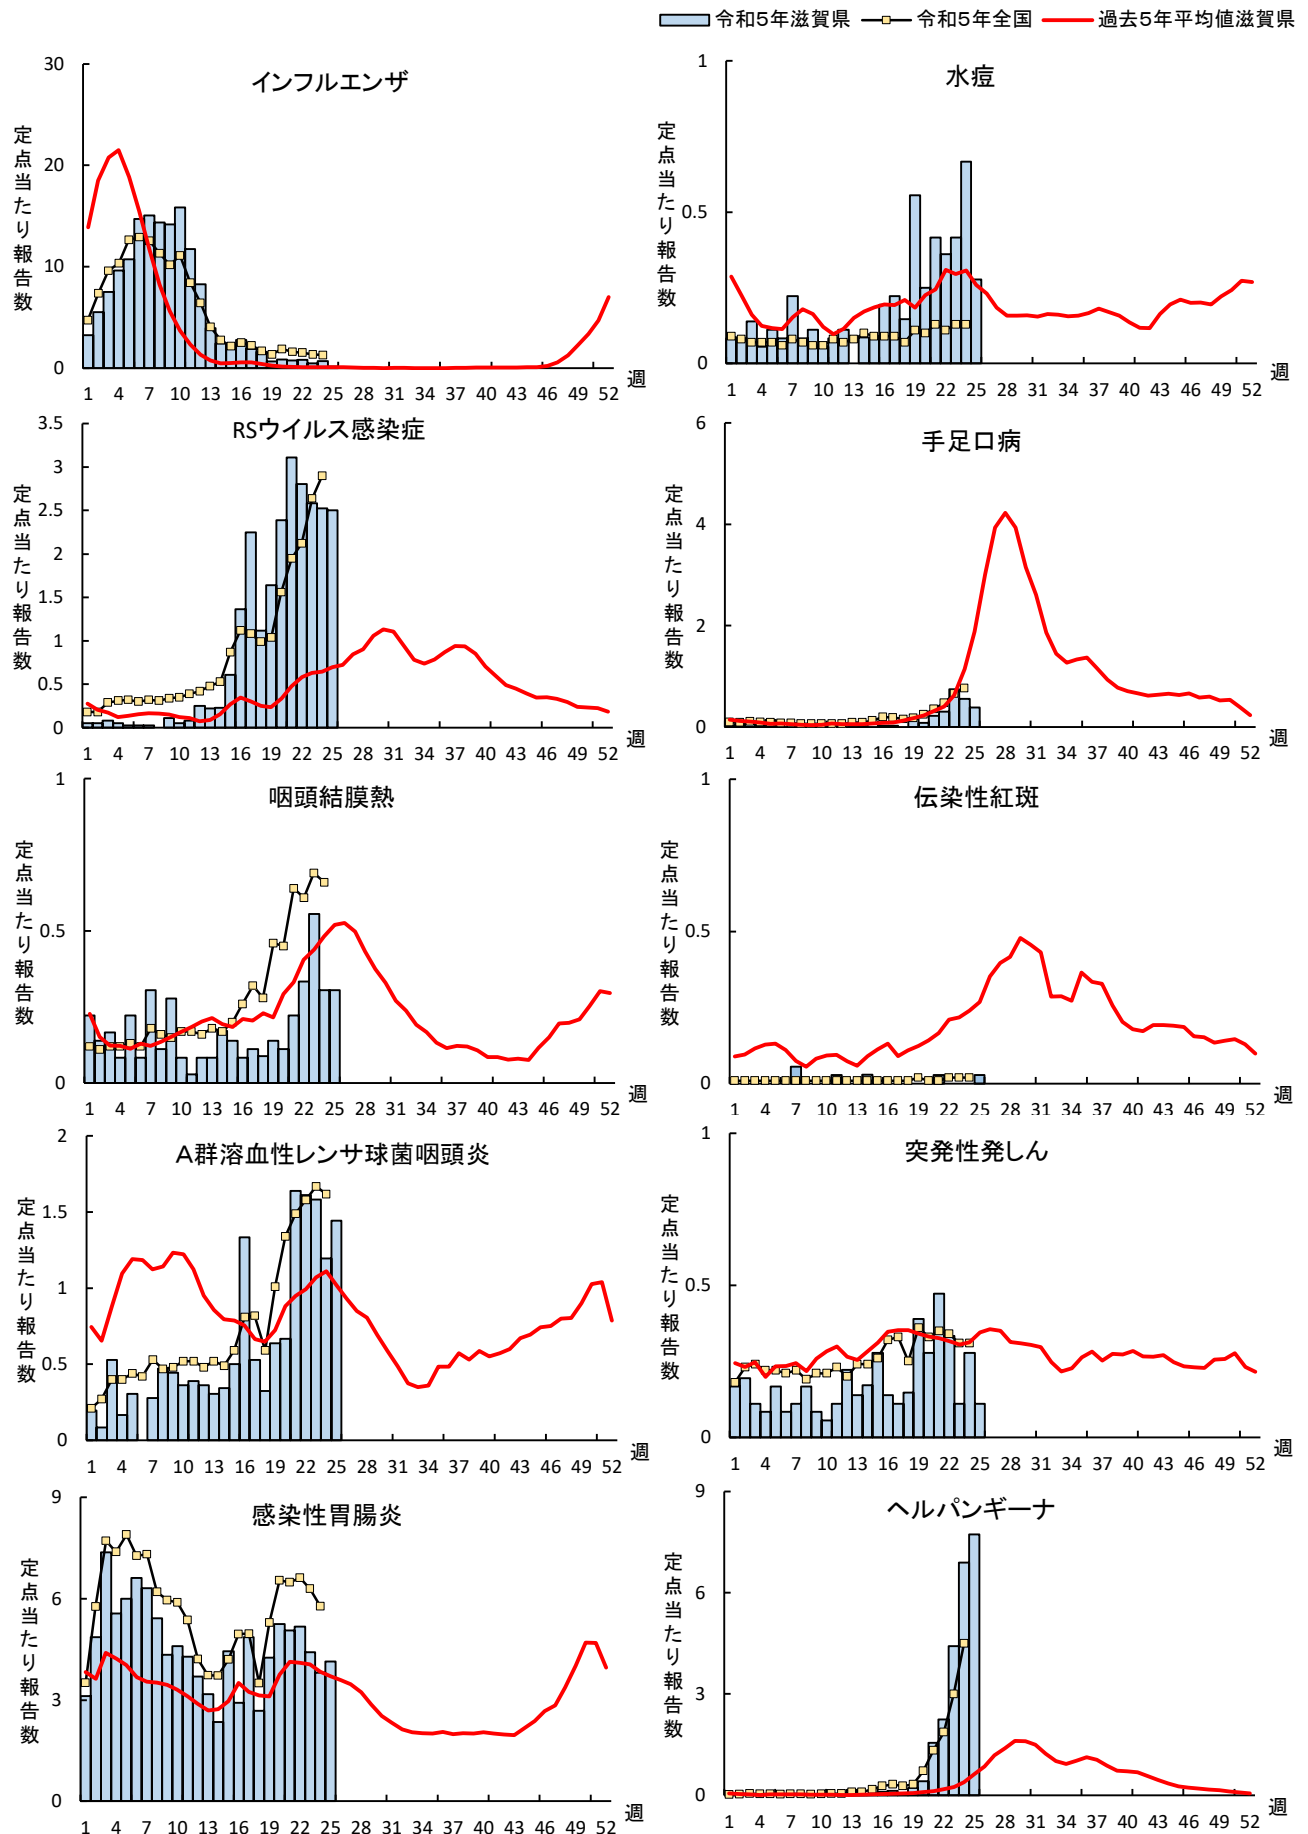 令和5年滋賀県 令和5年全国 過去5年平均値滋賀県
インフルエンザ
定点当たり報告数
30
20
10
0
1 4 7 10 13 16 19 22 25 28 31 34 37 40 43 46 49 52 週
水痘
定点当たり報告数
1
0.5
0
1 4 7 10 13 16 19 22 25 28 31 34 37 40 43 46 49 52 週
RSウイルス感染症
定点当たり報告数
3.5
3
2.5
2
1.5
1
0.5
0
1 4 7 10 13 16 19 22 25 28 31 34 37 40 43 46 49 52 週
手足口病
定点当たり報告数
6
4
2
0
1 4 7 10 13 16 19 22 25 28 31 34 37 40 43 46 49 52 週
咽頭結膜熱
定点当たり報告数
1
0.5
0
1 4 7 10 13 16 19 22 25 28 31 34 37 40 43 46 49 52 週
伝染性紅斑
定点当たり報告数
1
0.5
0
1 4 7 10 13 16 19 22 25 28 31 34 37 40 43 46 49 52 週
A群溶血性レンサ球菌咽頭炎
定点当たり報告数
2
1.5
1
0.5
0
1 4 7 10 13 16 19 22 25 28 31 34 37 40 43 46 49 52 週
突発性発しん
定点当たり報告数
1
0.5
0
1 4 7 10 13 16 19 22 25 28 31 34 37 40 43 46 49 52 週
感染性胃腸炎
定点当たり報告数
9
6
3
0
1 4 7 10 13 16 19 22 25 28 31 34 37 40 43 46 49 52 週
ヘルパンギーナ
定点当たり報告数
9
6
3
0
1 4 7 10 13 16 19 22 25 28 31 34 37 40 43 46 49 52 週